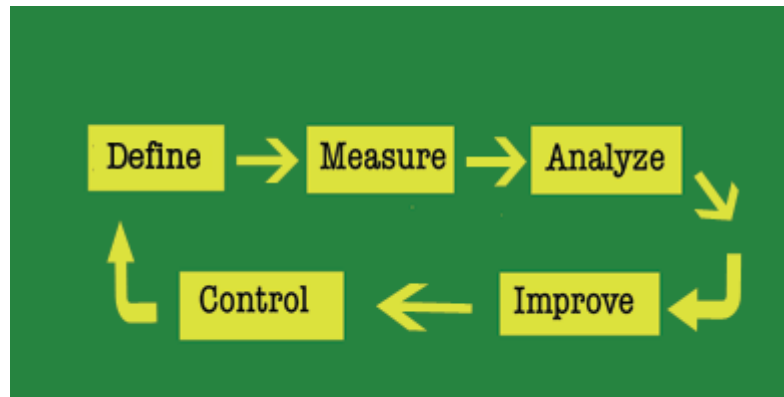 Define
Measure
Analyze
Improve
Control